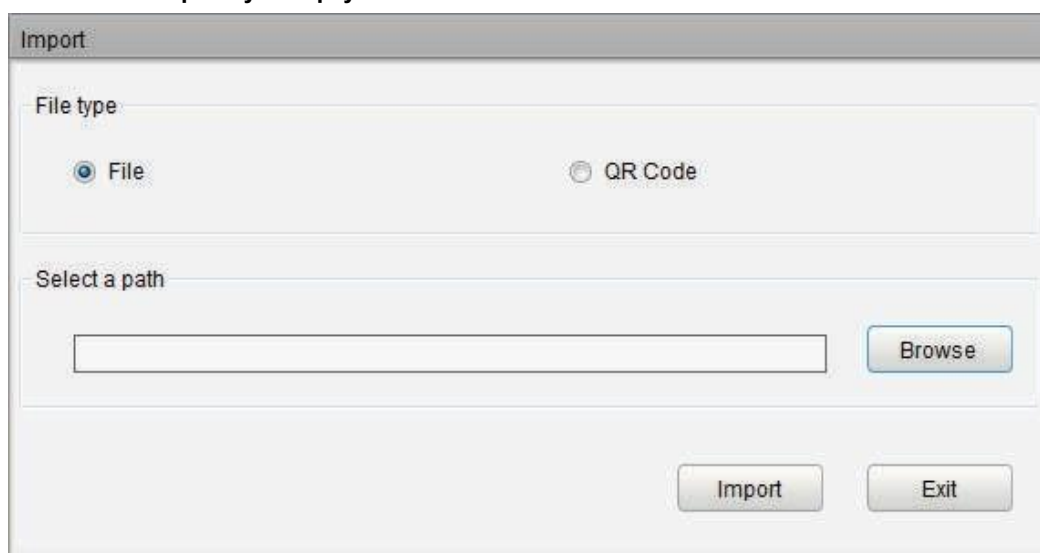 Import
File type
File QR Code
Select a path
Browse
Import Exit